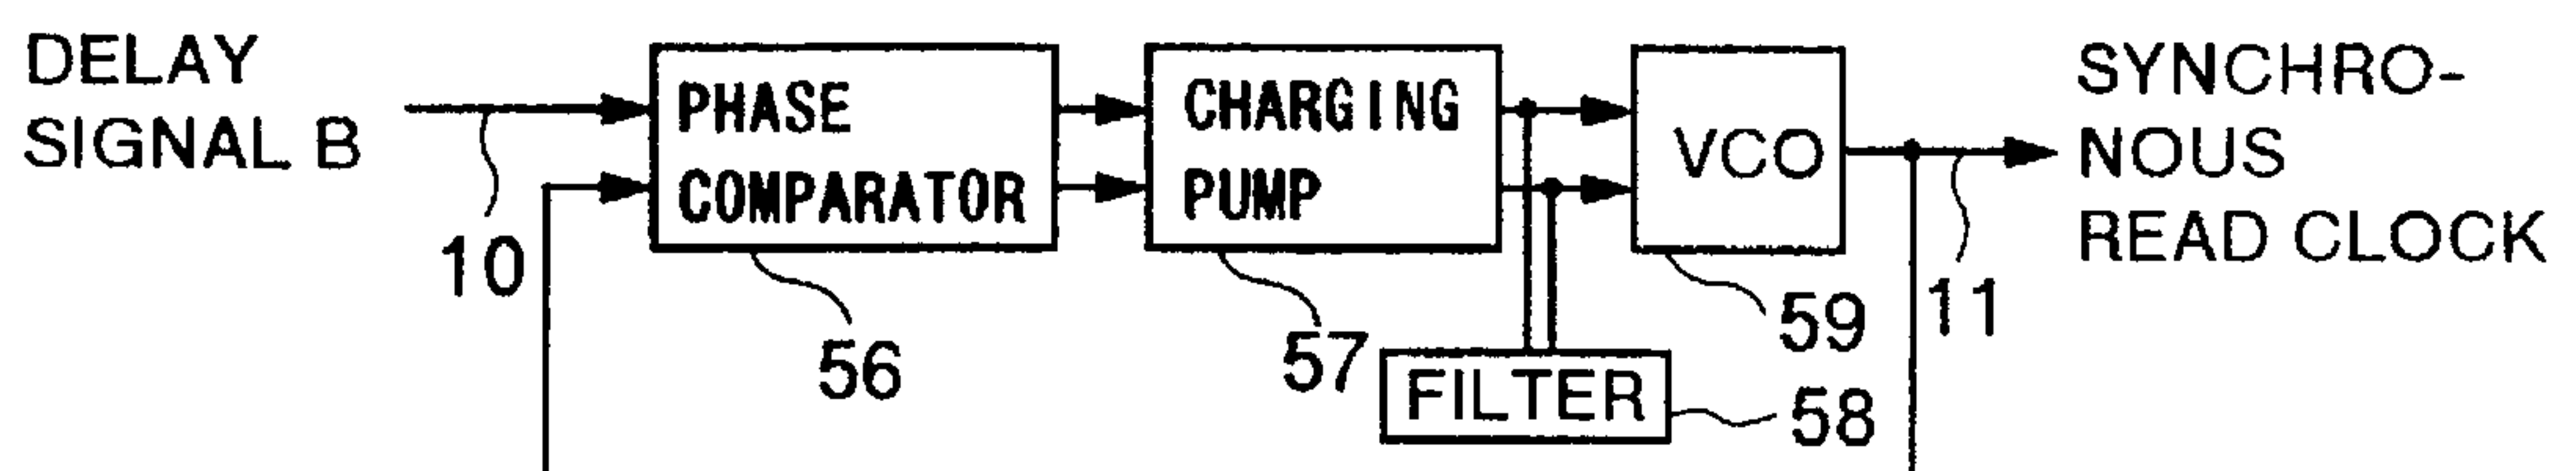 DELAY
SIGNAL B
10
PHASE
COMPARATOR
56
CHARGING
PUMP
57
FILTER
58
VCO
59
11
SYNCHRO-
NOUS
READ CLOCK